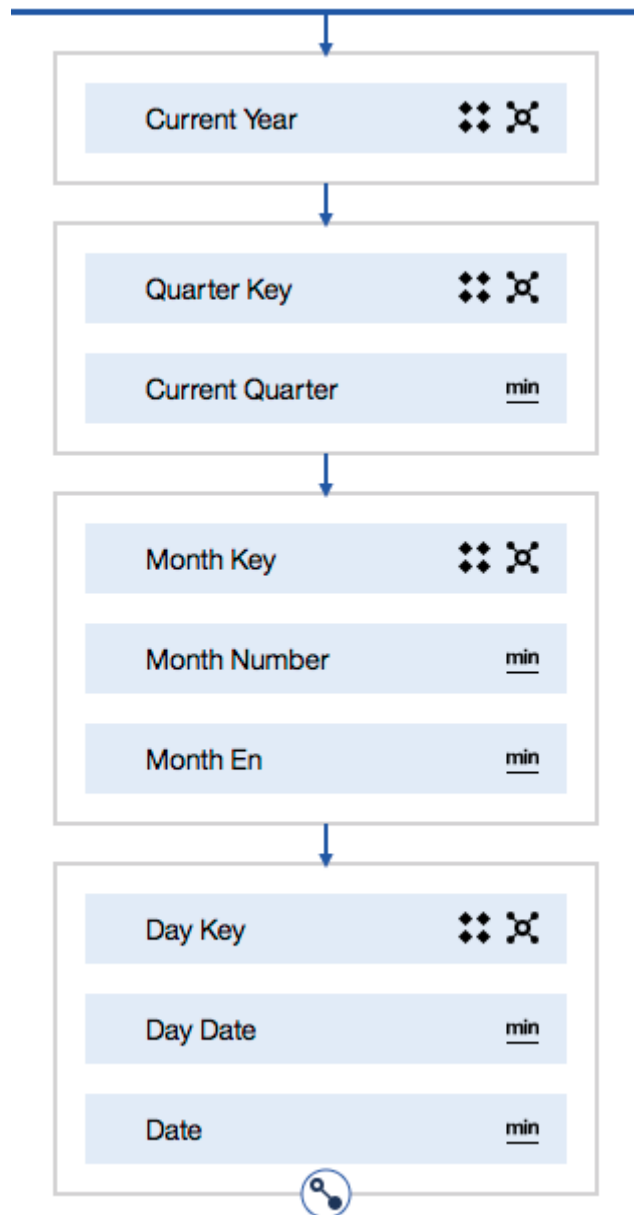 Current Year
Quarter Key
Current Quarter min
Month Key
Month Number min
Month En min
Day Key
Day Date min
Date min